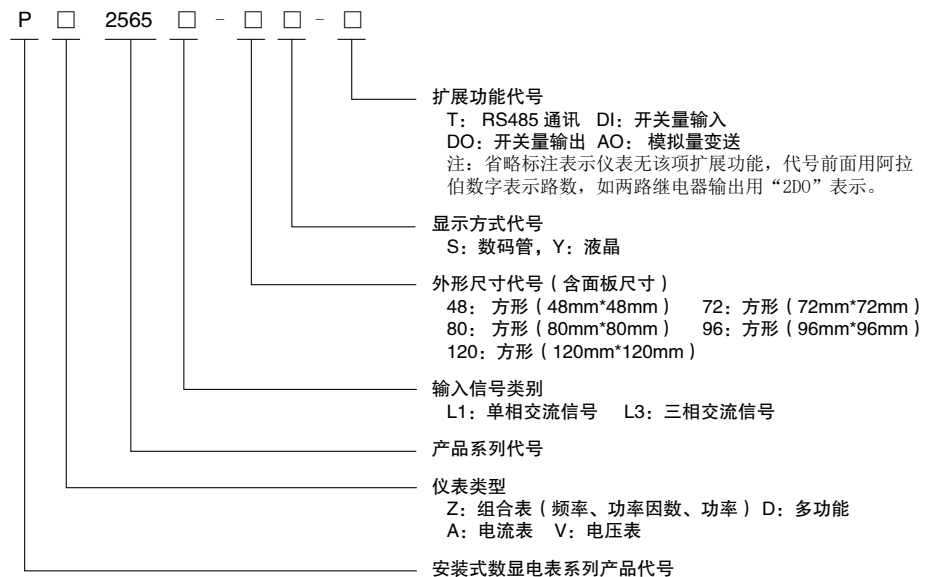 P □ 2565 □ - □ □ - □
扩展功能代号
T： RS485 通讯 DI：开关量输入
DO：开关量输出 AO： 模拟量变送
注：省略标注表示仪表无该项扩展功能，代号前面用阿拉
伯数字表示路数，如两路继电器输出用“2DO”表示。
显示方式代号
S：数码管，Y：液晶
外形尺寸代号（含面板尺寸）
48： 方形（48mm*48mm） 72：方形（72mm*72mm）
80： 方形（80mm*80mm） 96：方形（96mm*96mm）
120：方形（120mm*120mm）
输入信号类别
L1：单相交流信号 L3：三相交流信号
产品系列代号
仪表类型
Z：组合表（频率、功率因数、功率）D：多功能
A：电流表 V：电压表
安装式数显电表系列产品代号